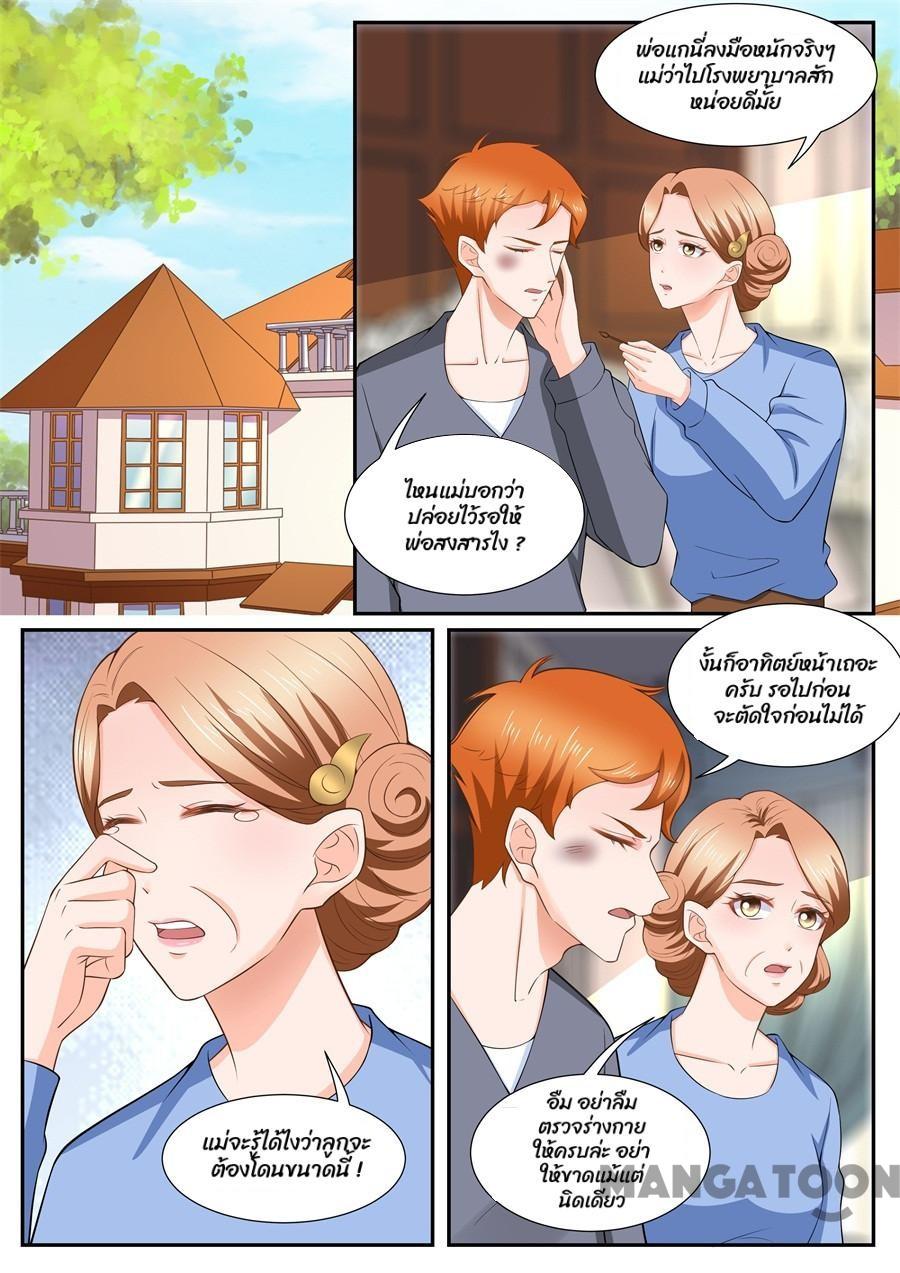 พ่อแกนี่ลงมือหนักจริงๆ
แม่ว่าไปโรงพยาบาลสัก
หน่อยดีมั้ย
ไหนแม่บอกว่า
ปล่อยไว้รอให้
พ่อสงสารไง ?
แม่จะรู้ได้ไงว่าลูกจะ
ต้องโดนขนาดนี้ !
งั้นก็อาทิตย์หน้าเถอะ
ครับ รอไปก่อน
จะตัดใจก่อนไม่ได้
อืม อย่าลืม
ตรวจร่างกาย
ให้ครบล่ะ อย่า
ให้ขาดแม้แต่
นิดเดียว
MANGATOON